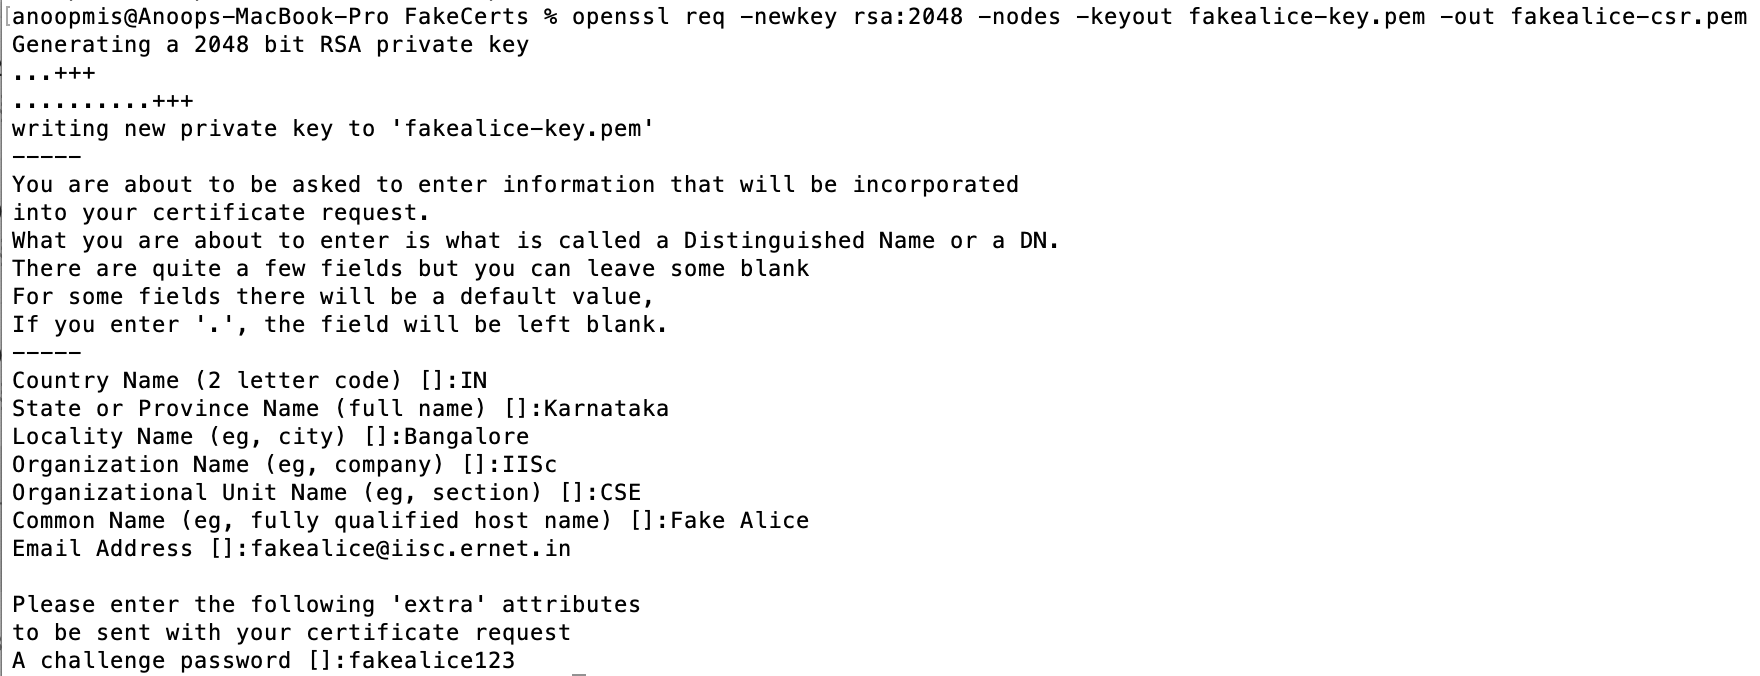 [anoopmis@Anoops-MacBook-Pro FakeCerts % openssl req -newkey rsa:2048 -nodes -keyout fakealice-key.pem -out fakealice-csr.pem
Generating a 2048 bit RSA private key
...+++
..........+++
writing new private key to 'fakealice-key.pem'
-----
You are about to be asked to enter information that will be incorporated
into your certificate request.
What you are about to enter is what is called a Distinguished Name or a DN.
There are quite a few fields but you can leave some blank
For some fields there will be a default value,
If you enter '.', the field will be left blank.
-----
Country Name (2 letter code) []:IN
State or Province Name (full name) []:Karnataka
Locality Name (eg, city) []:Bangalore
Organization Name (eg, company) []:IISc
Organizational Unit Name (eg, section) []:CSE
Common Name (eg, fully qualified host name) []:Fake Alice
Email Address []:fakealice@iisc.ernet.in
Please enter the following 'extra' attributes
to be sent with your certificate request
A challenge password []:fakealice123